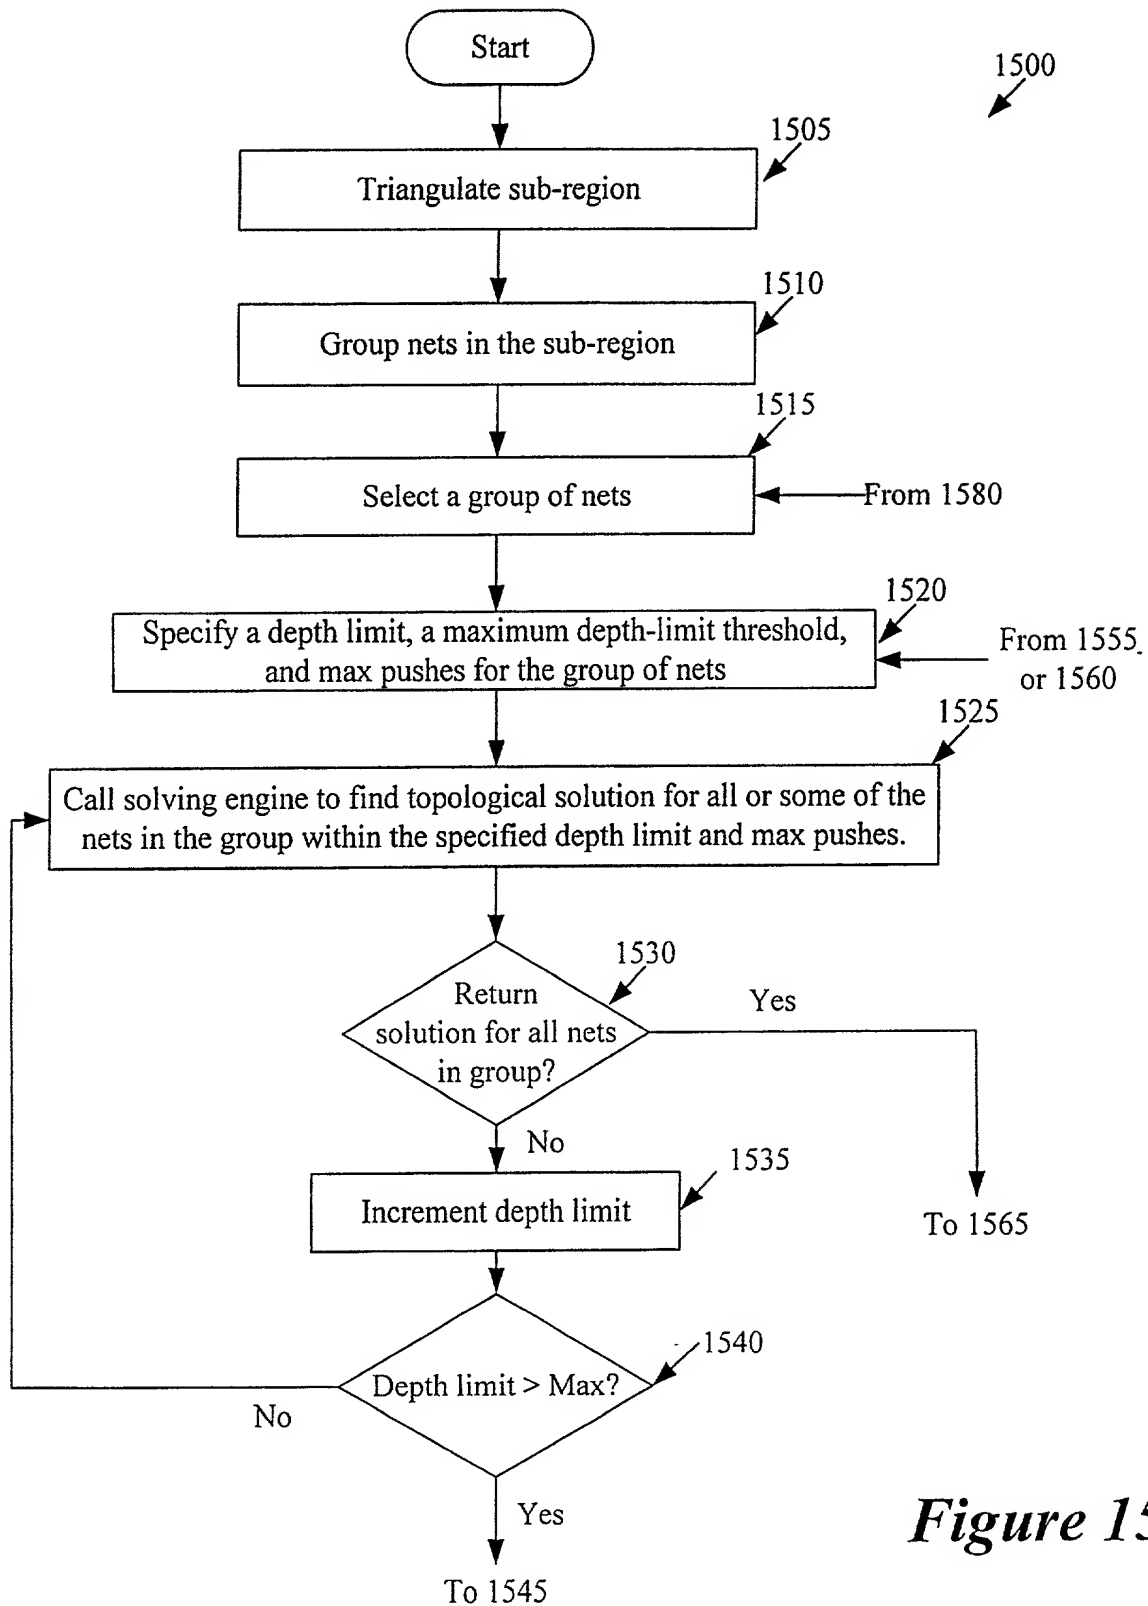 Start
1500
1505
Triangulate sub-region
1510
Group nets in the sub-region
1515
Select a group of nets
From 1580
1520
Specify a depth limit, a maximum depth-limit threshold,
and max pushes for the group of nets
From 1555
or 1560
1525
Call solving engine to find topological solution for all or some of the
nets in the group within the specified depth limit and max pushes.
1530
Return
solution for all nets
in group?
Yes
No
1535
Increment depth limit
To 1565
1540
Depth limit > Max?
No
Yes
Figure 15
To 1545